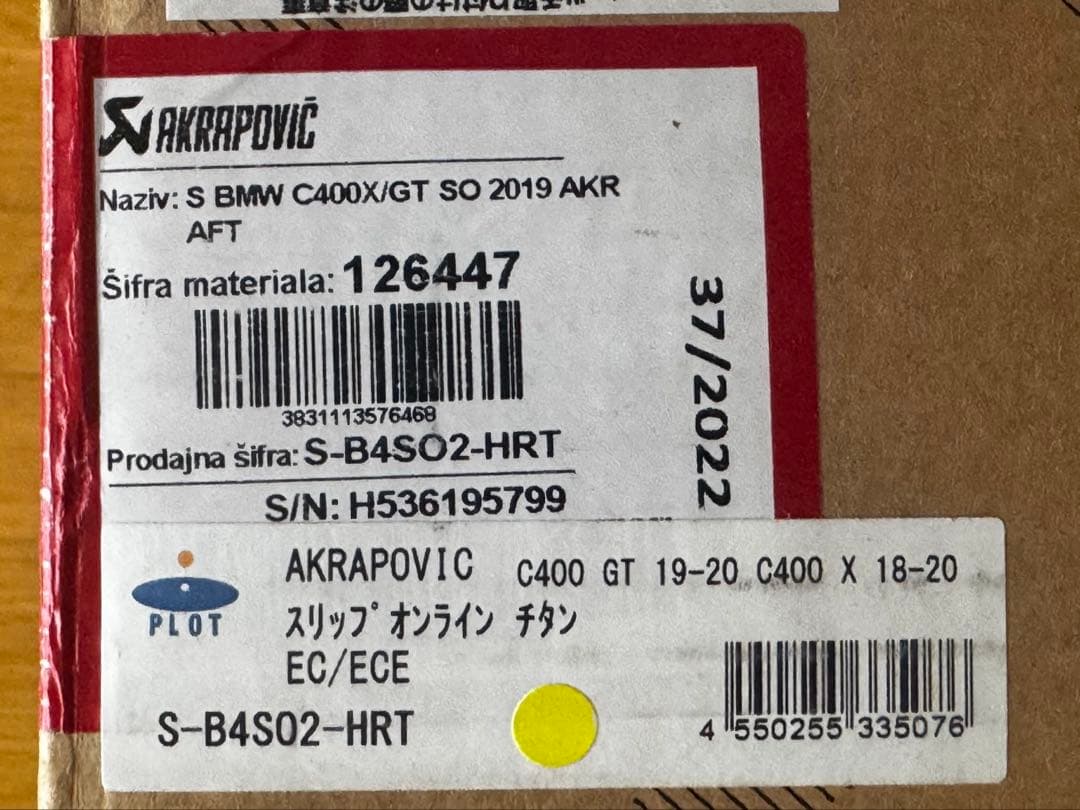 AKRAPOVIČ
Naziv: S BMW C400X/GT SO 2019 AKR
AFT
Šifra materiala: 126447
3831113576468
Prodajna šifra: S-B4SO2-HRT
S/N: H536195799
37/2022
PLOT
AKRAPOVIC C400 GT 19-20 C400 X 18-20
スリップオンライン チタン
EC/ECE
S-B4SO2-HRT
4 550255 335076